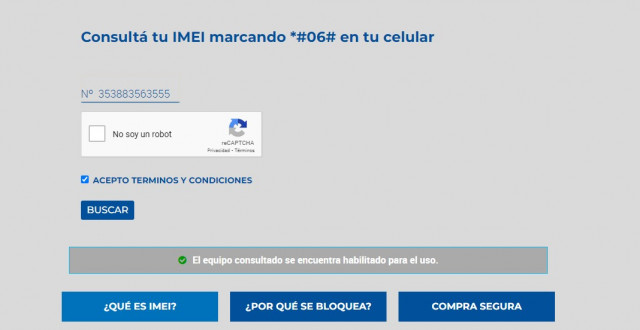 Consultá tu IMEI marcando *#06# en tu celular
Nº 353883563555
No soy un robot
reCAPTCHA
Privacidad - Términos
ACEPTO TERMINOS Y CONDICIONES
BUSCAR
El equipo consultado se encuentra habilitado para el uso.
¿QUÉ ES IMEI?
¿POR QUÉ SE BLOQUEA?
COMPRA SEGURA